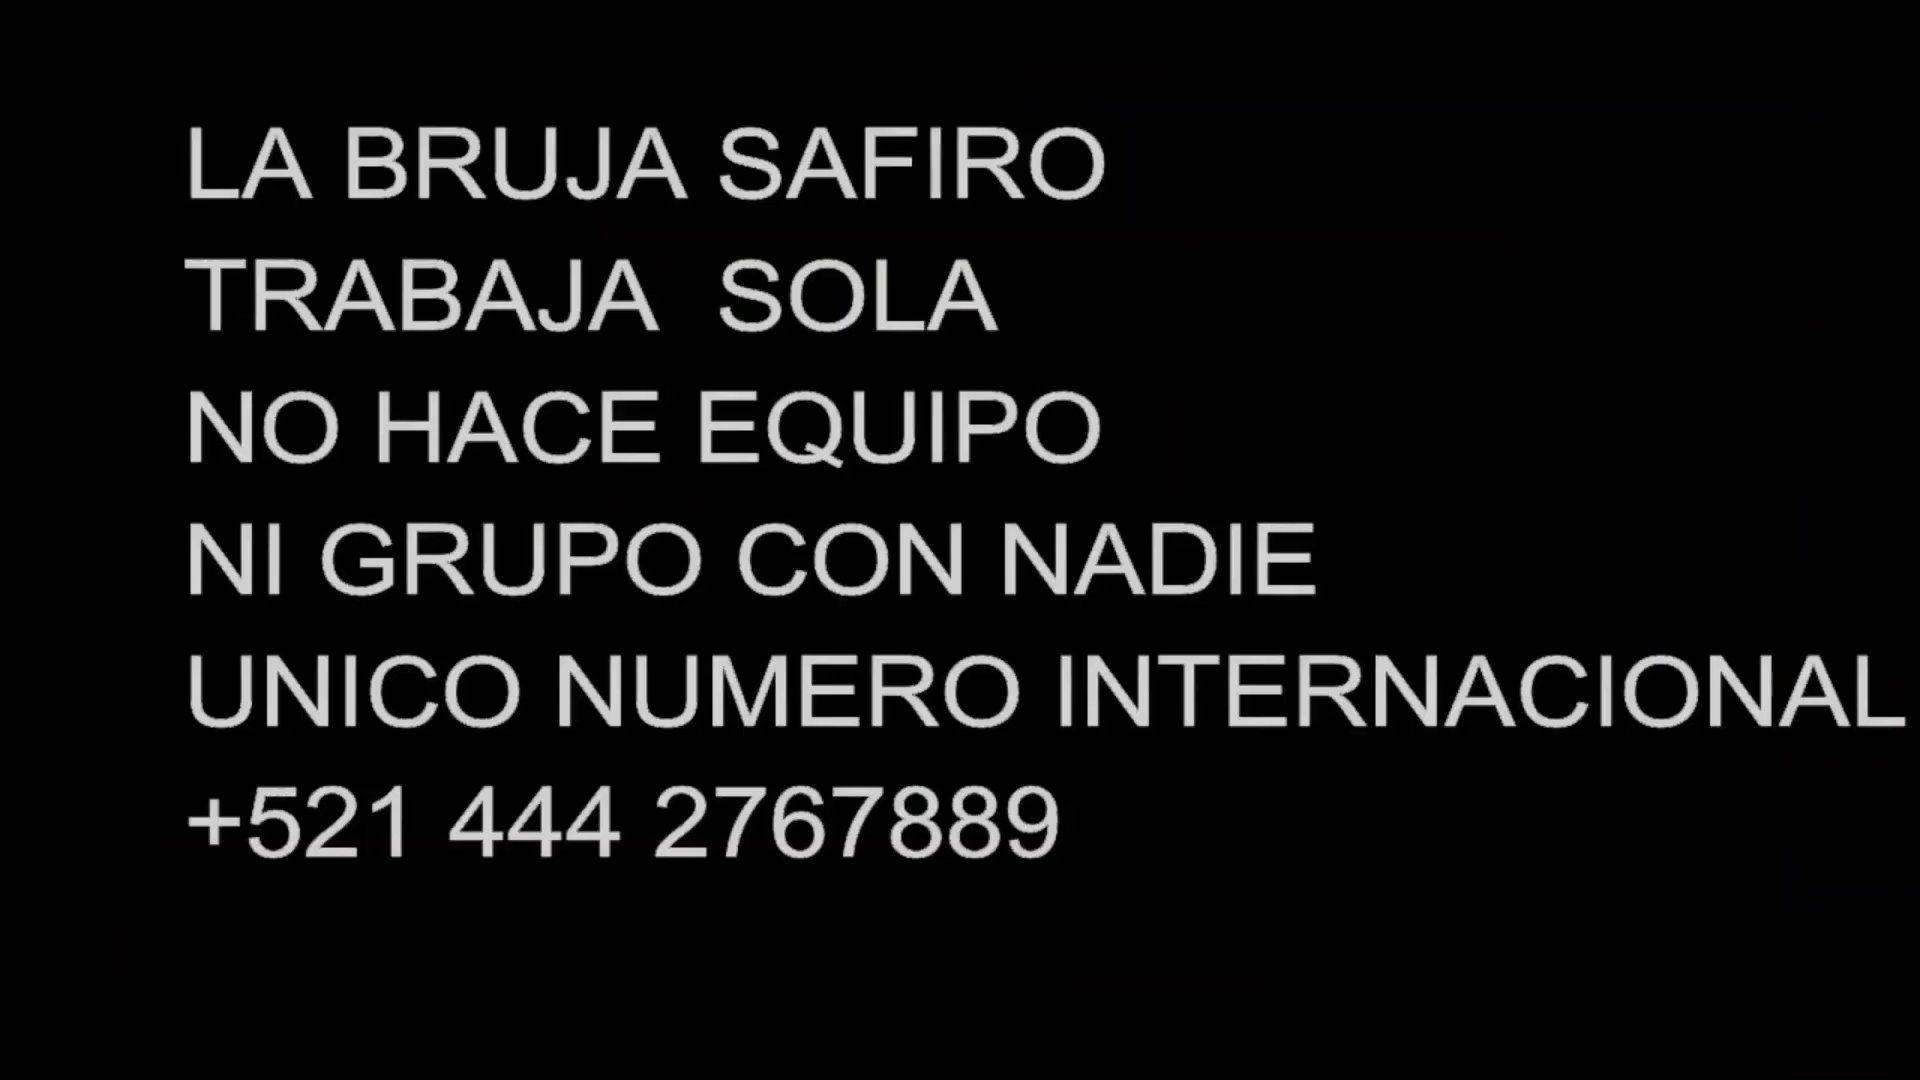 LA BRUJA SAFIRO
TRABAJA  SOLA
NO HACE EQUIPO
NI GRUPO CON NADIE
UNICO NUMERO INTERNACIONAL
+521 444 2767889